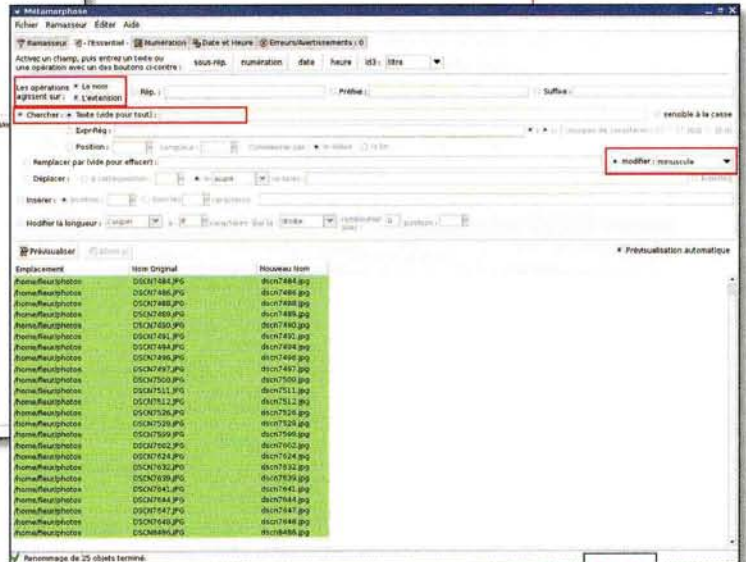 Métamorphose
Fichier Ramasseur Éditer Aide
Ramasseur - l'Essentiel - Numération Date et Heure Erreurs/Avertissements : 0
Activez un champ, puis entrez un texte ou
une opération avec un des boutons ci-contre : sous-rép. numération date heure id3 : titre
Les opérations Le nom
agissent sur : L'extension Rép. : Préfixe : Suffixe :
Chercher : Texte (vide pour tout) : sensible à la casse
Expr-Rég :
Position :
Remplacer par (vide pour effacer) : modifier : minuscule
Déplacer :
Insérer :
Modifier la longueur :
Prévisualiser Prévisualisation automatique
Emplacement Nom Original Nouveau Nom
/home/fleur/photos DSCN7484.JPG dscn7484.jpg
/home/fleur/photos DSCN7486.JPG dscn7486.jpg
/home/fleur/photos DSCN7488.JPG dscn7488.jpg
/home/fleur/photos DSCN7489.JPG dscn7489.jpg
/home/fleur/photos DSCN7490.JPG dscn7490.jpg
/home/fleur/photos DSCN7491.JPG dscn7491.jpg
/home/fleur/photos DSCN7494.JPG dscn7494.jpg
/home/fleur/photos DSCN7496.JPG dscn7496.jpg
/home/fleur/photos DSCN7497.JPG dscn7497.jpg
/home/fleur/photos DSCN7500.JPG dscn7500.jpg
/home/fleur/photos DSCN7511.JPG dscn7511.jpg
/home/fleur/photos DSCN7512.JPG dscn7512.jpg
/home/fleur/photos DSCN7526.JPG dscn7526.jpg
/home/fleur/photos DSCN7529.JPG dscn7529.jpg
/home/fleur/photos DSCN7599.JPG dscn7599.jpg
/home/fleur/photos DSCN7602.JPG dscn7602.jpg
/home/fleur/photos DSCN7624.JPG dscn7624.jpg
/home/fleur/photos DSCN7632.JPG dscn7632.jpg
/home/fleur/photos DSCN7639.JPG dscn7639.jpg
/home/fleur/photos DSCN7641.JPG dscn7641.jpg
/home/fleur/photos DSCN7644.JPG dscn7644.jpg
/home/fleur/photos DSCN7647.JPG dscn7647.jpg
/home/fleur/photos DSCN7648.JPG dscn7648.jpg
/home/fleur/photos DSCN8486.JPG dscn8486.jpg
Renommage de 25 objets terminé.